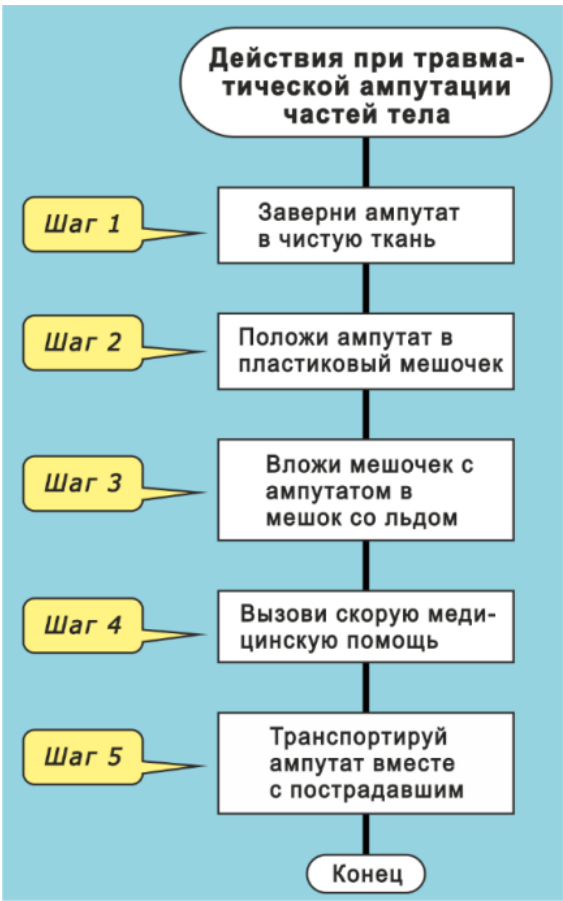 Действия при травма-
тической ампутации
частей тела
Шаг 1
Заверни ампутат
в чистую ткань
Шаг 2
Положи ампутат в
пластиковый мешочек
Шаг 3
Вложи мешочек с
ампутатом в
мешок со льдом
Шаг 4
Вызови скорую меди-
цинскую помощь
Шаг 5
Транспортируй
ампутат вместе
с пострадавшим
Конец